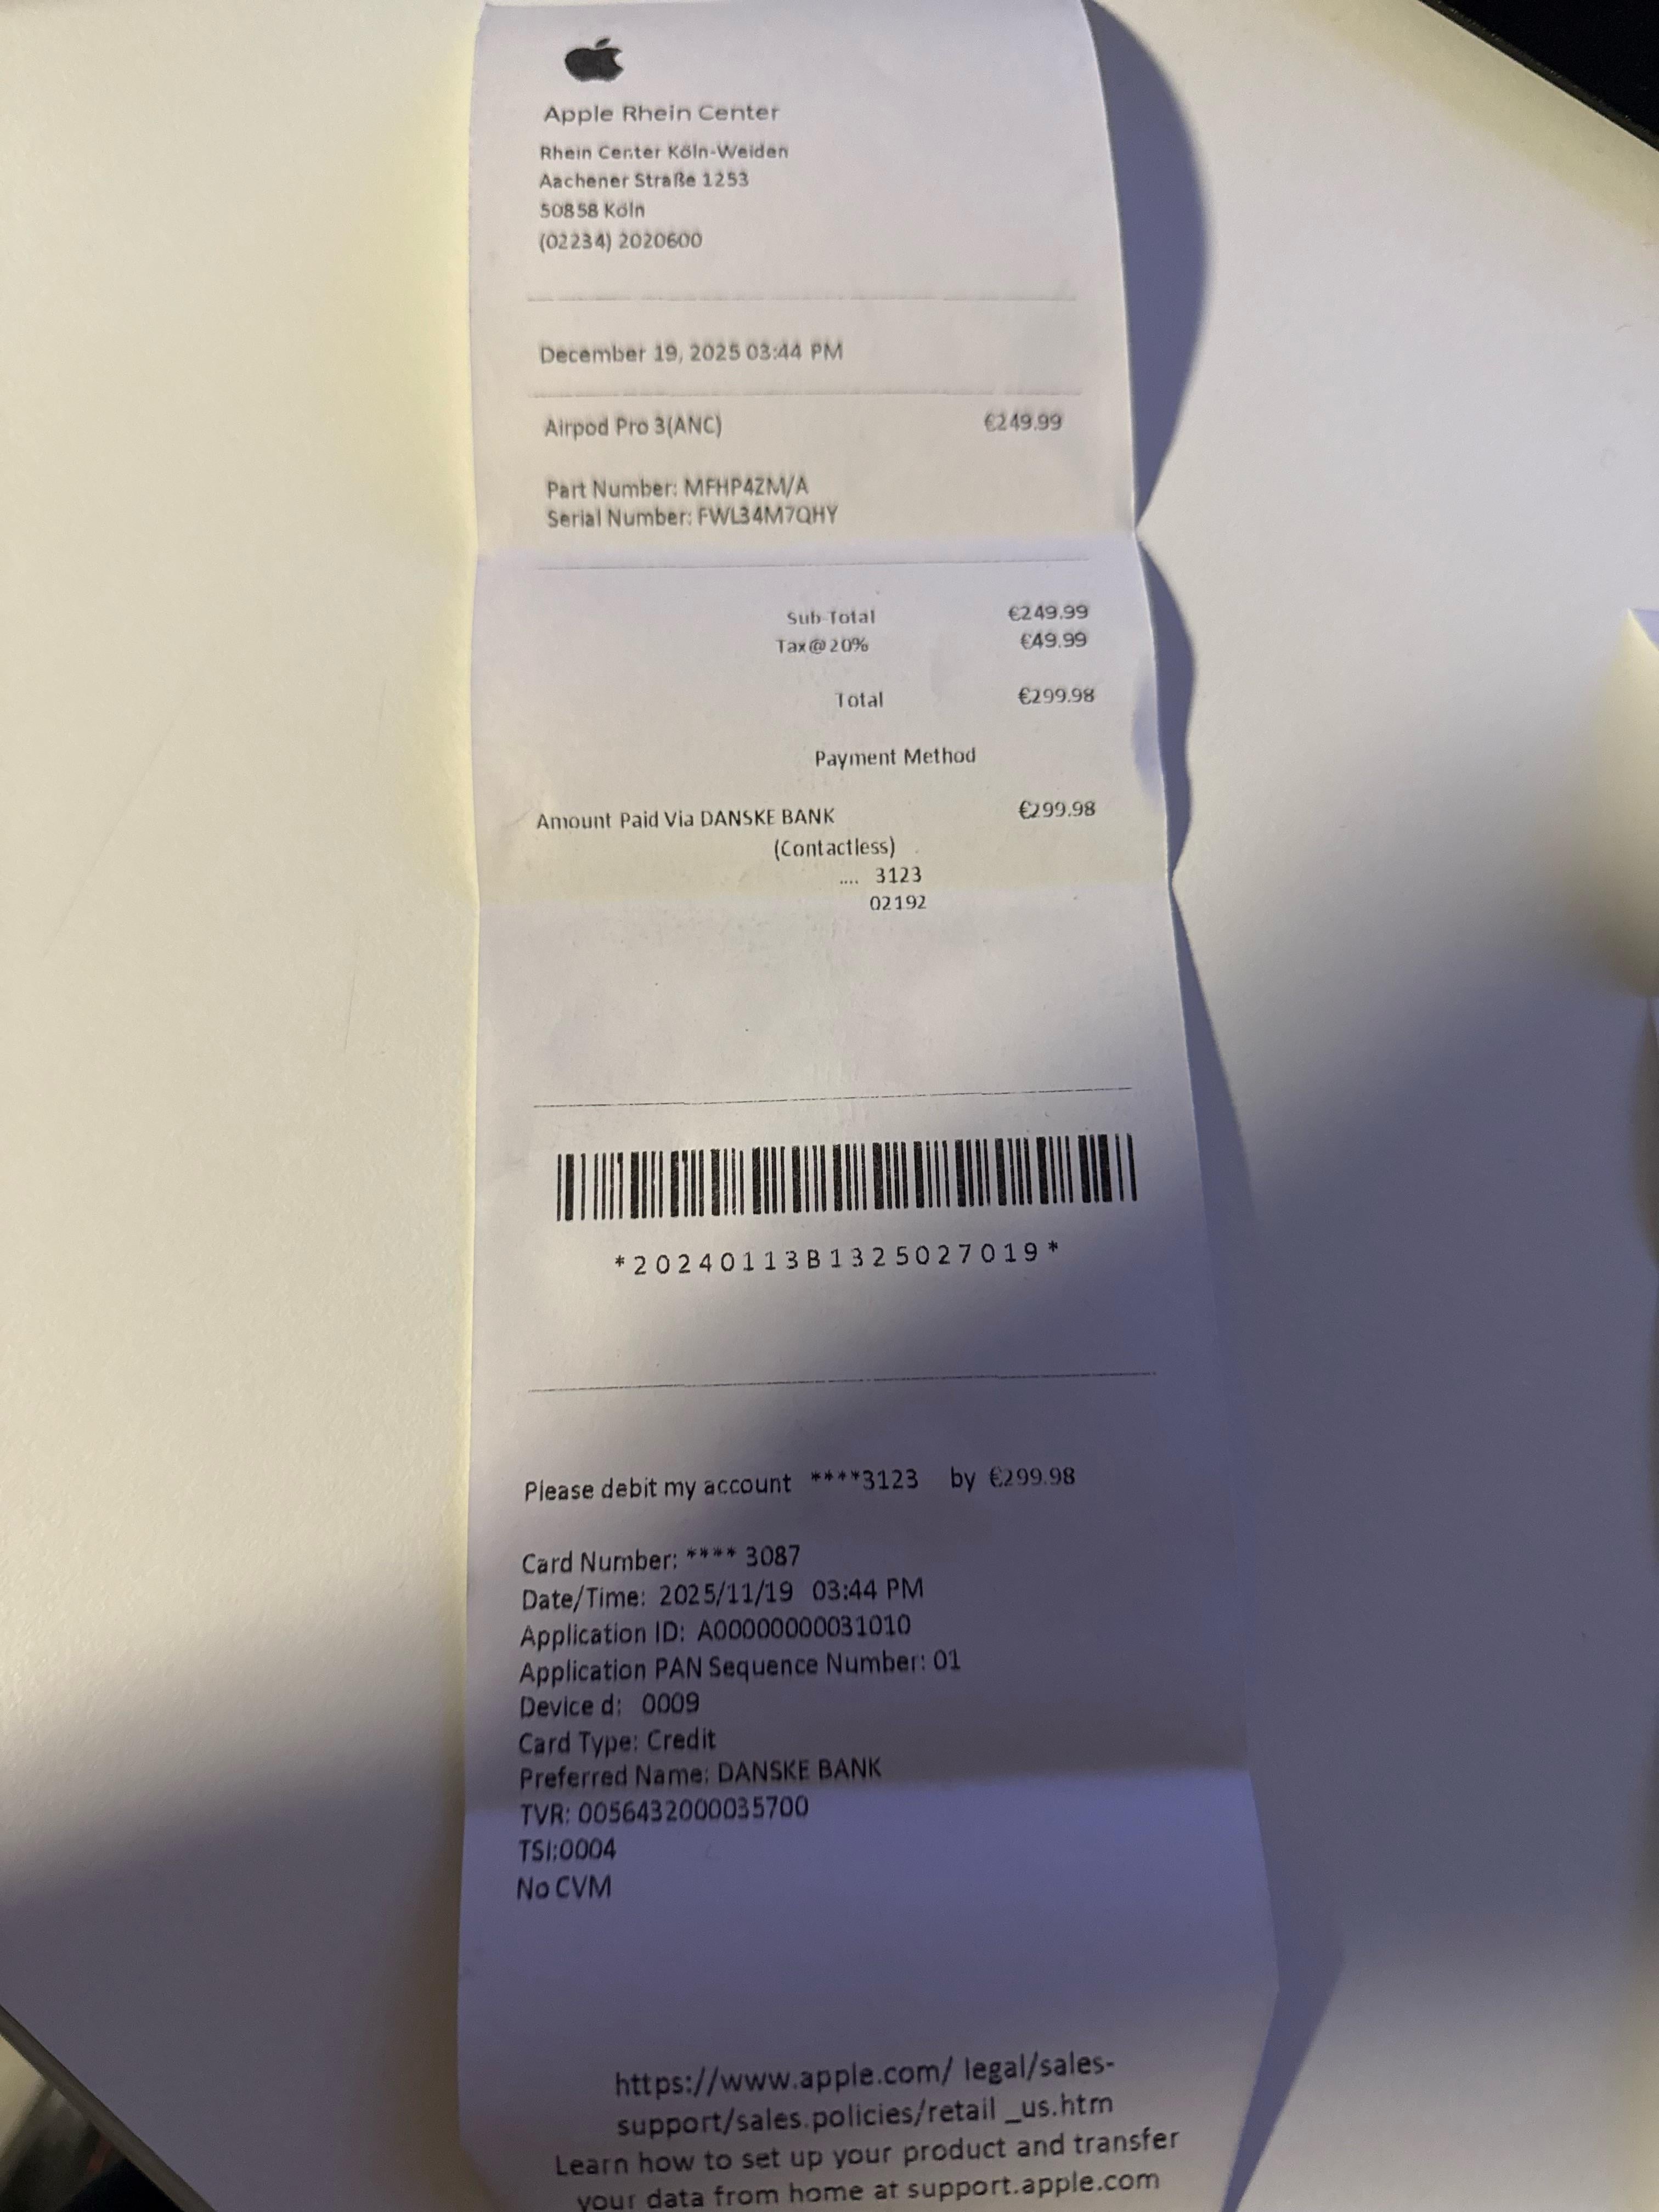 Apple Rhein Center
Rhein Center Köln-Weiden
Aachener Straße 1253
50858 Köln
(02234) 2020600
December 19, 2025 03:44 PM
Airpod Pro 3(ANC) €249.99
Part Number: MFHP4ZM/A
Serial Number: FWL34M7QHY
Sub-Total €249.99
Tax@20% €49.99
Total €299.98
Payment Method
Amount Paid Via DANSKE BANK €299.98
(Contactless)
.... 3123
02192
*20240113B1325027019*
Please debit my account ****3123 by €299.98
Card Number: **** 3087
Date/Time: 2025/11/19 03:44 PM
Application ID: A00000000031010
Application PAN Sequence Number: 01
Device d: 0009
Card Type: Credit
Preferred Name: DANSKE BANK
TVR: 0056432000035700
TSI:0004
No CVM
https://www.apple.com/ legal/sales-
support/sales.policies/retail _us.htm
Learn how to set up your product and transfer
your data from home at support.apple.com